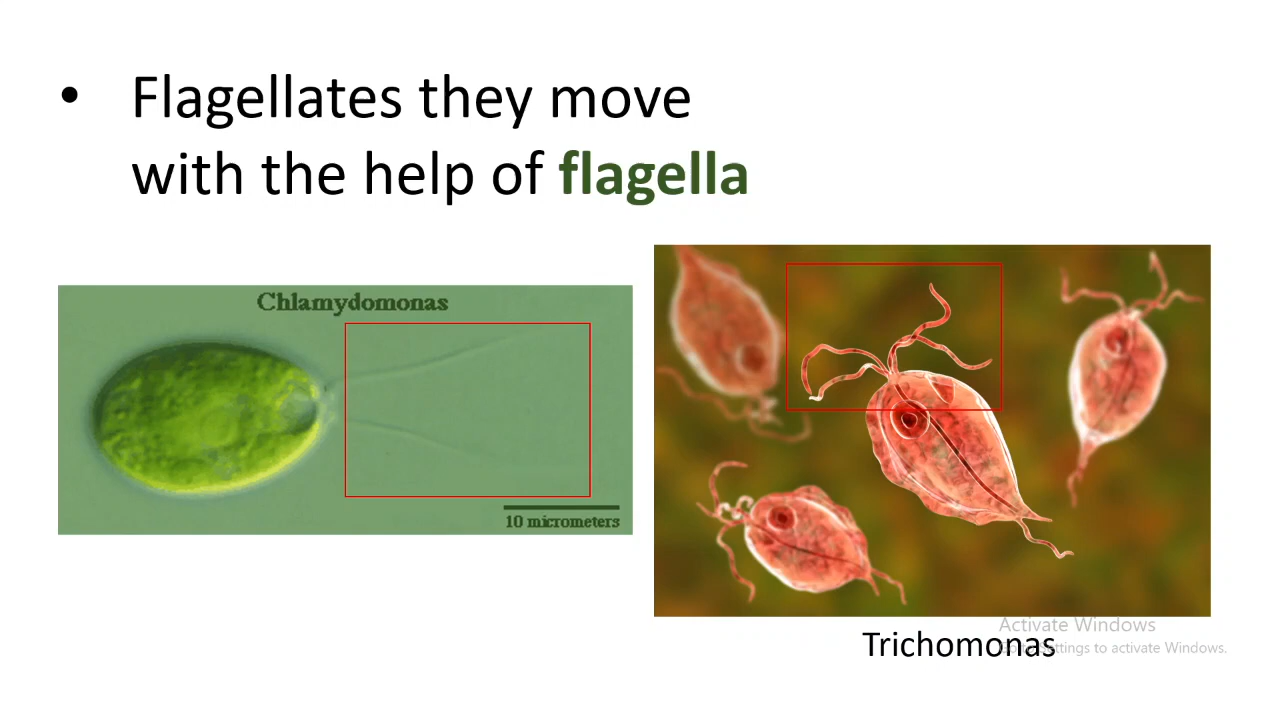 • Flagellates they move
with the help of flagella
Chlamydomonas
10 micrometers
Trichomonas
Activate Windows
Go to Settings to activate Windows.